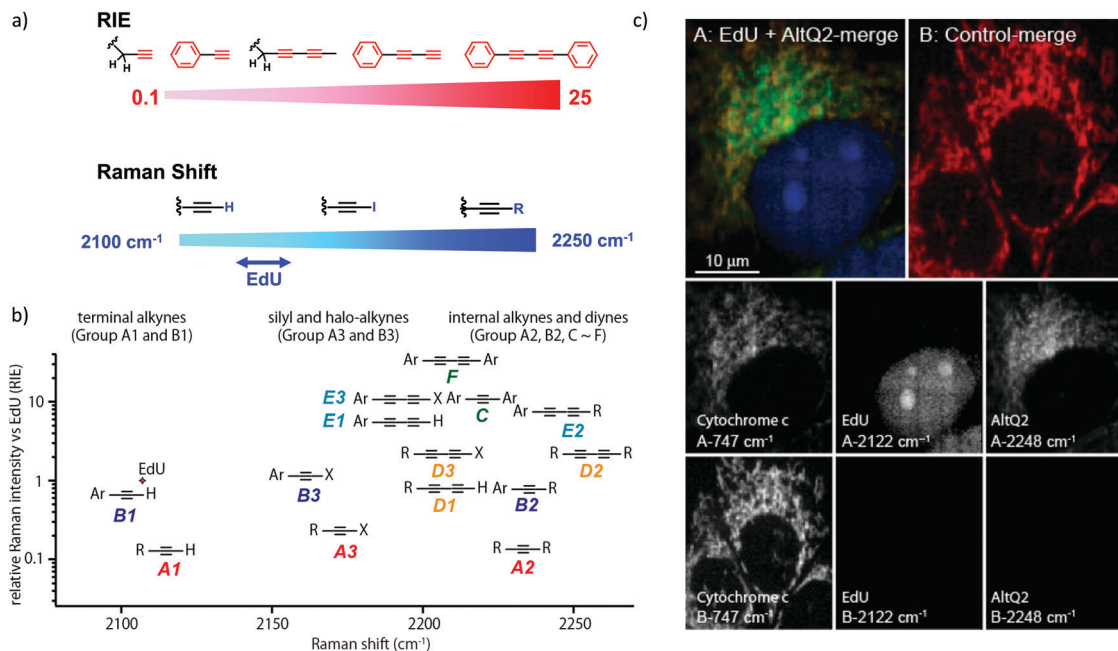 a)
RIE
H
H
H
H
0.1
25
Raman Shift
H
I
R
2100 cm⁻¹
2250 cm⁻¹
EdU
b)
terminal alkynes
(Group A1 and B1)
silyl and halo-alkynes
(Group A3 and B3)
internal alkynes and diynes
(Group A2, B2, C ~ F)
relative Raman intensity vs EdU (RIE)
10
1
0.1
Ar Ar
F
E3 Ar X
Ar Ar
C
E1 Ar H
Ar R
E2
R X
D3
R R
D2
EdU
Ar H
B1
Ar X
B3
R H
D1
Ar R
B2
R X
A3
R H
A1
R R
A2
2100
2150
2200
2250
Raman shift (cm⁻¹)
c)
A: EdU + AltQ2-merge
B: Control-merge
10 μm
Cytochrome c
A-747 cm⁻¹
EdU
A-2122 cm⁻¹
AltQ2
A-2248 cm⁻¹
Cytochrome c
B-747 cm⁻¹
EdU
B-2122 cm⁻¹
AltQ2
B-2248 cm⁻¹